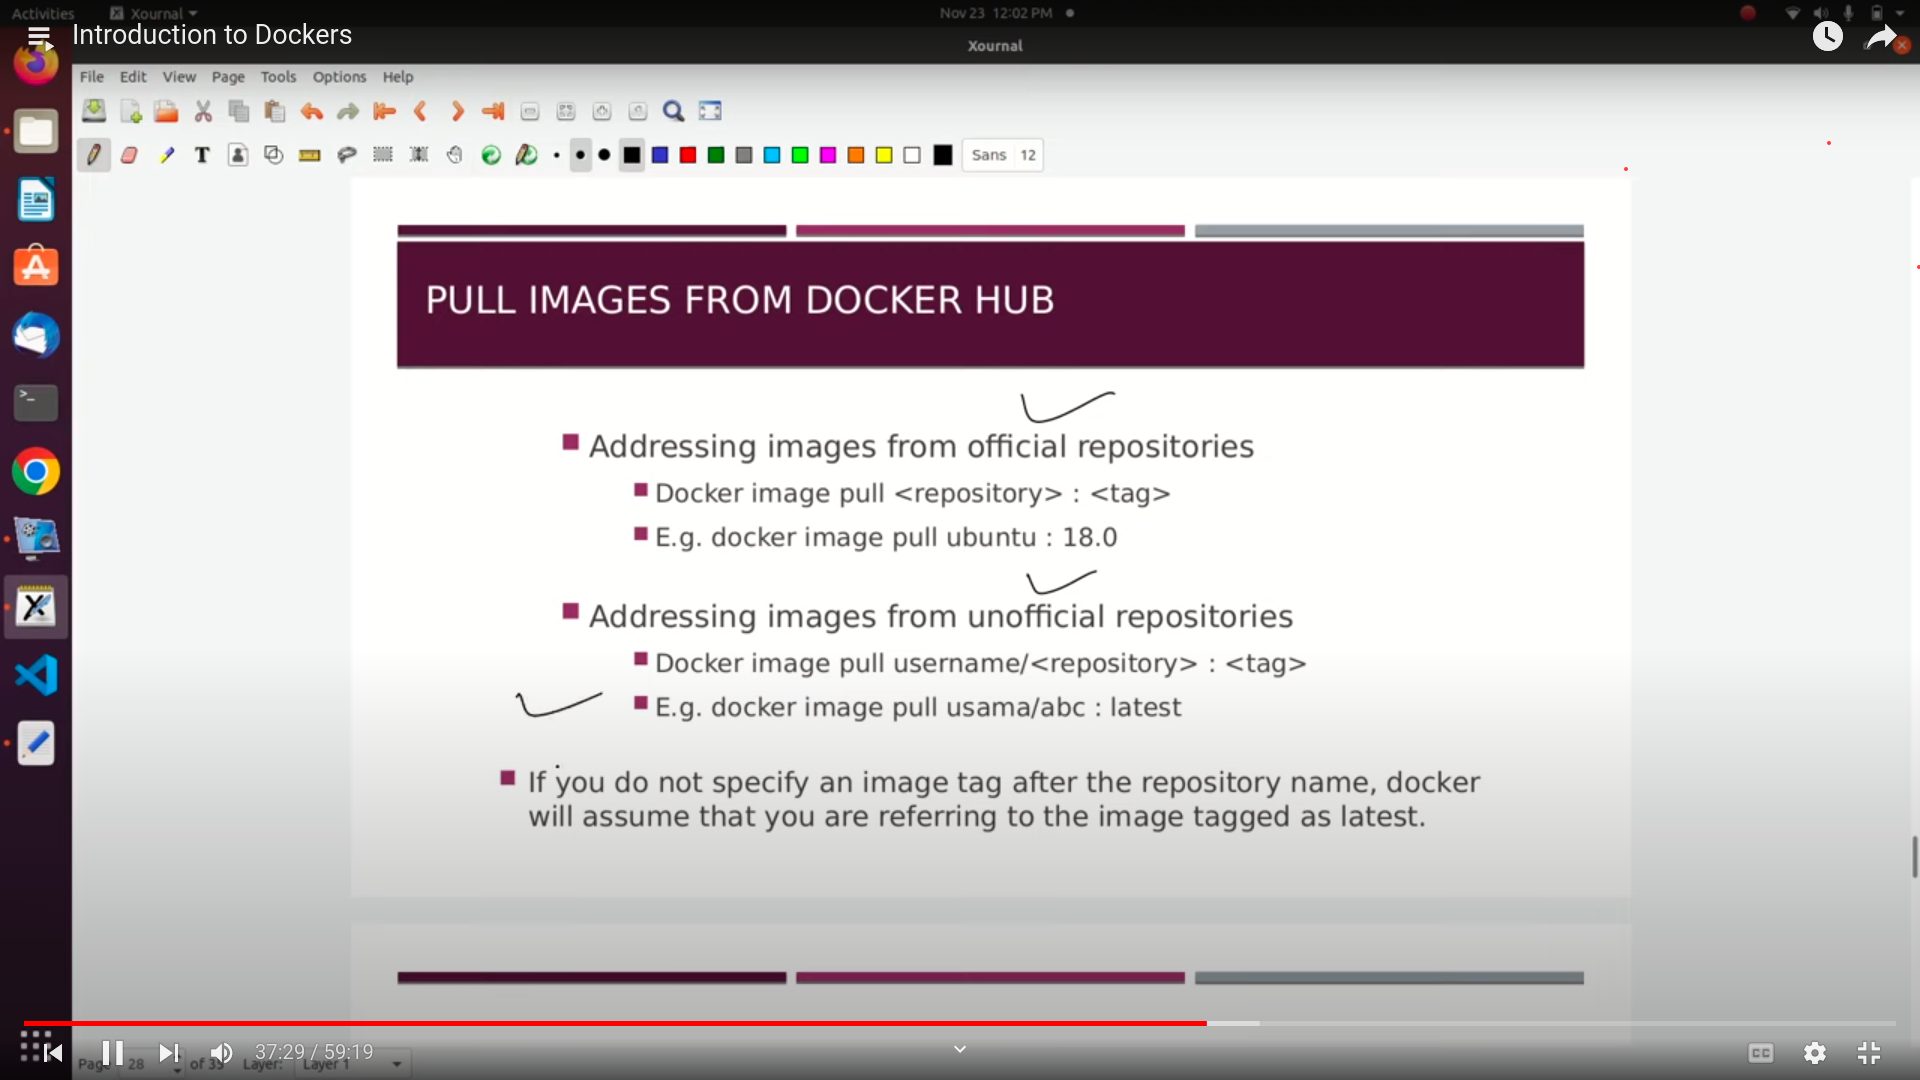 Activities
Xournal
Nov 23 12:02 PM
Introduction to Dockers
Xournal
File Edit View Page Tools Options Help
T
Sans 12
PULL IMAGES FROM DOCKER HUB
Addressing images from official repositories
Docker image pull <repository> : <tag>
E.g. docker image pull ubuntu : 18.0
Addressing images from unofficial repositories
Docker image pull username/<repository> : <tag>
E.g. docker image pull usama/abc : latest
If you do not specify an image tag after the repository name, docker
will assume that you are referring to the image tagged as latest.
37:29 / 59:19
CC
Page 28 of 35 Layer: Layer 1